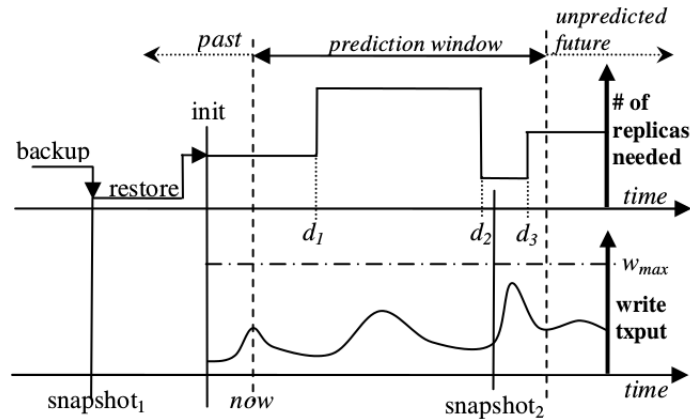 past
prediction window
unpredicted
future
init
# of
replicas
needed
backup
restore
time
d1
d2
d3
wmax
write
txput
time
snapshot1
now
snapshot2